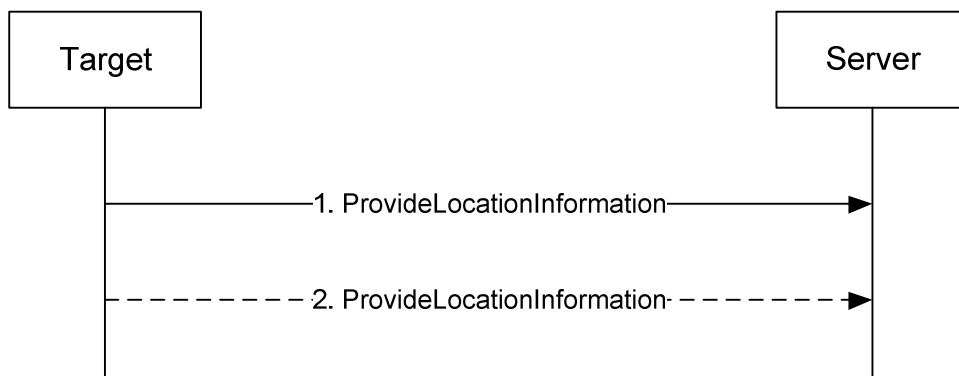 Target
Server
1. ProvideLocationInformation
2. ProvideLocationInformation